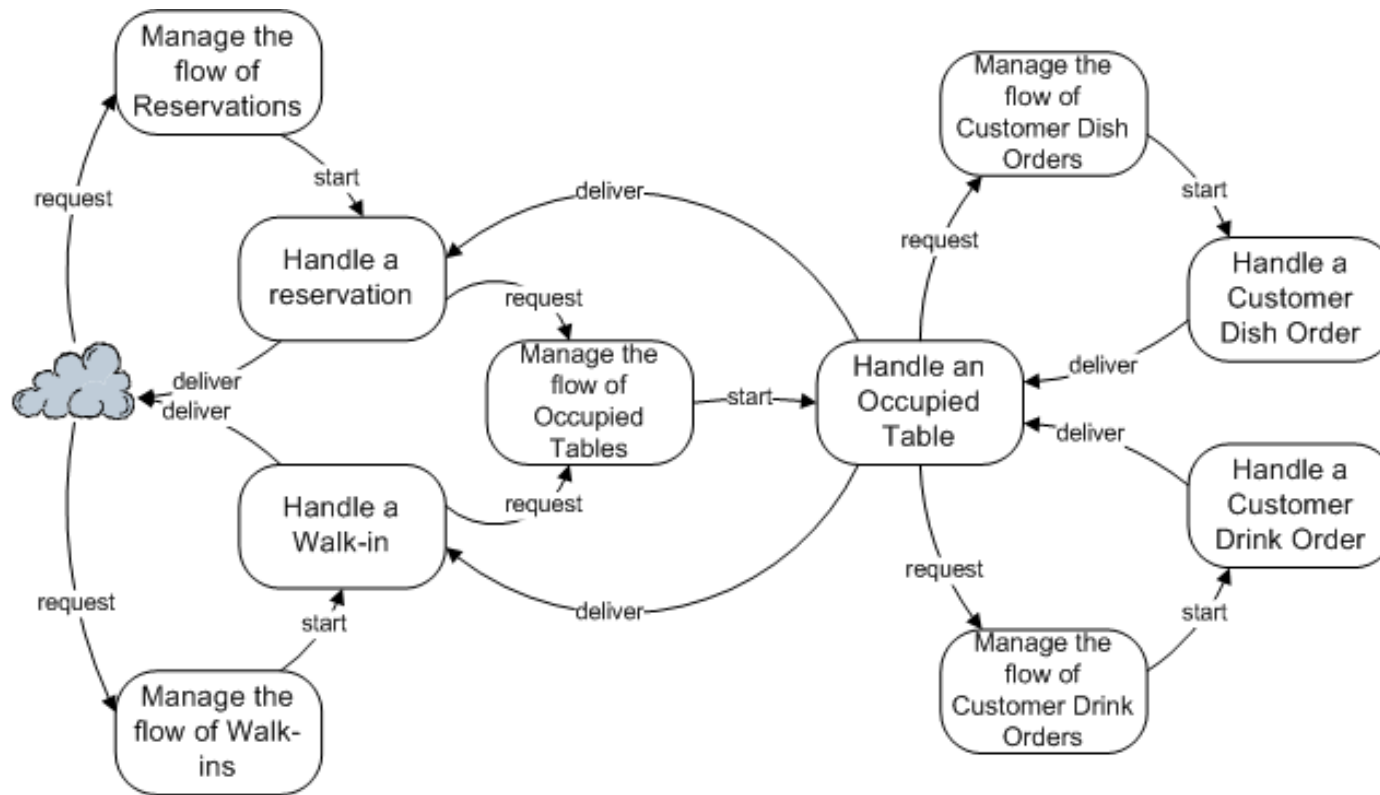 Manage the
flow of
Reservations
Manage the
flow of
Customer Dish
Orders
request
start
deliver
start
request
Handle a
reservation
Handle a
Customer
Dish Order
request
Manage the
flow of
Occupied
Tables
start
Handle an
Occupied
Table
deliver
deliver
deliver
deliver
Handle a
Walk-in
request
Handle a
Customer
Drink Order
request
request
start
deliver
start
Manage the
flow of Walk-
ins
Manage the
flow of
Customer Drink
Orders